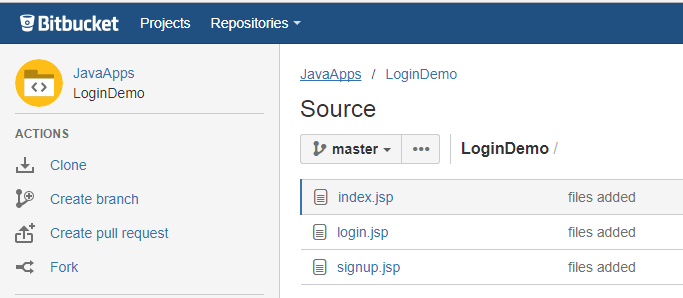 Bitbucket Projects Repositories
JavaApps
LoginDemo
ACTIONS
Clone
Create branch
Create pull request
Fork
JavaApps / LoginDemo
Source
master ••• LoginDemo /
index.jsp files added
login.jsp files added
signup.jsp files added